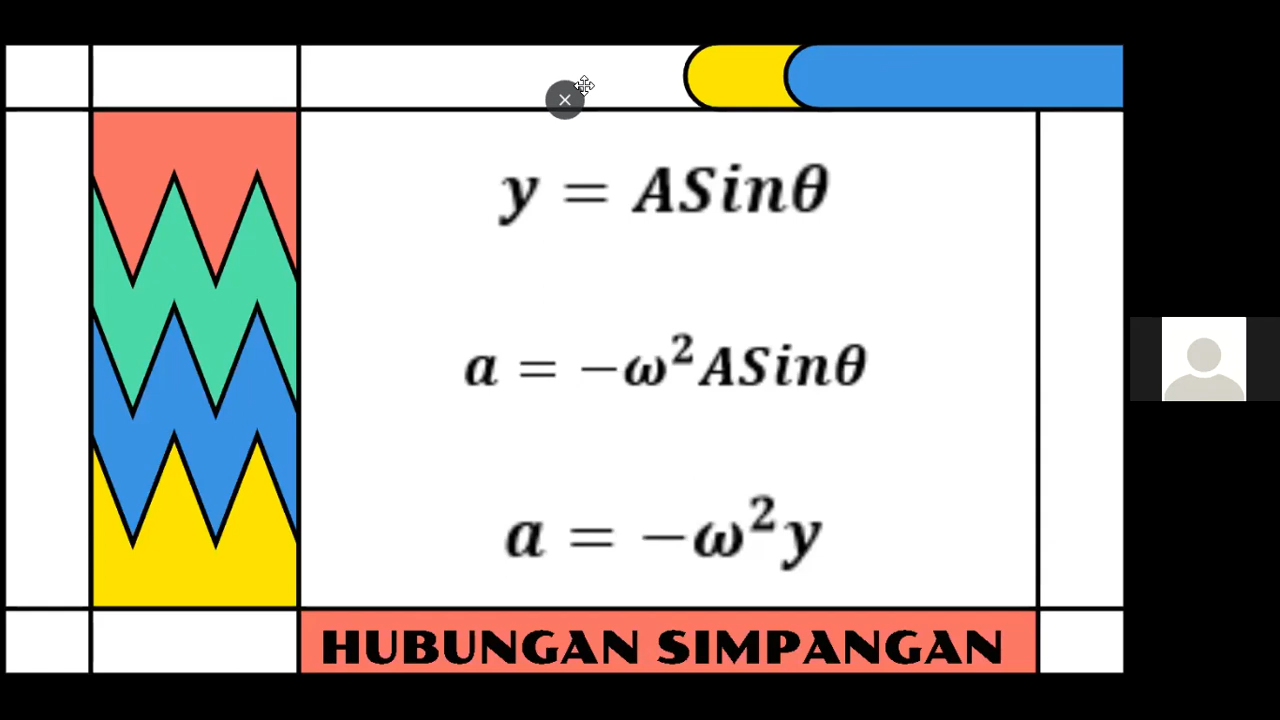 y = ASinθ
a = −ω²ASinθ
a = −ω²y
HUBUNGAN SIMPANGAN